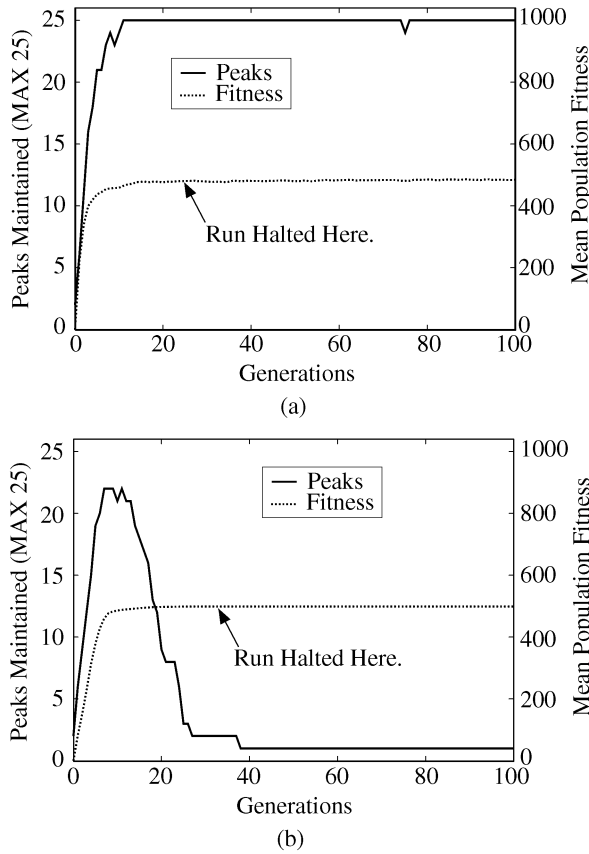 25
20
15
10
5
0
Peaks Maintained (MAX 25)
1000
800
600
400
200
0
Mean Population Fitness
Peaks
Fitness
Run Halted Here.
0
20
40
60
80
100
Generations
(a)
25
20
15
10
5
0
Peaks Maintained (MAX 25)
1000
800
600
400
200
0
Mean Population Fitness
Peaks
Fitness
Run Halted Here.
0
20
40
60
80
100
Generations
(b)